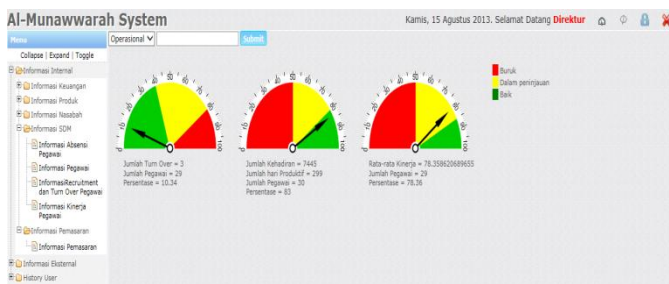 Al-Munawwarah System
Kamis, 15 Agustus 2013. Selamat Datang Direktur
Menu
Collapse | Expand | Toggle
Informasi Internal
Informasi Keuangan
Informasi Produk
Informasi Nasabah
Informasi SDM
Informasi Absensi
Pegawai
Informasi Pegawai
InformasiRecruitment
dan Turn Over Pegawai
Informasi Kinerja
Pegawai
Informasi Pemasaran
Informasi Pemasaran
Informasi Eksternal
History User
Operasional
Submit
Jumlah Turn Over = 3
Jumlah Pegawai = 29
Persentase = 10.34
Jumlah Kehadiran = 7445
Jumlah hari Produktif = 299
Jumlah Pegawai = 30
Persentase = 83
Rata-rata Kinerja = 78.358620689655
Jumlah Pegawai = 29
Persentase = 78.36
Buruk
Dalam peninjauan
Baik